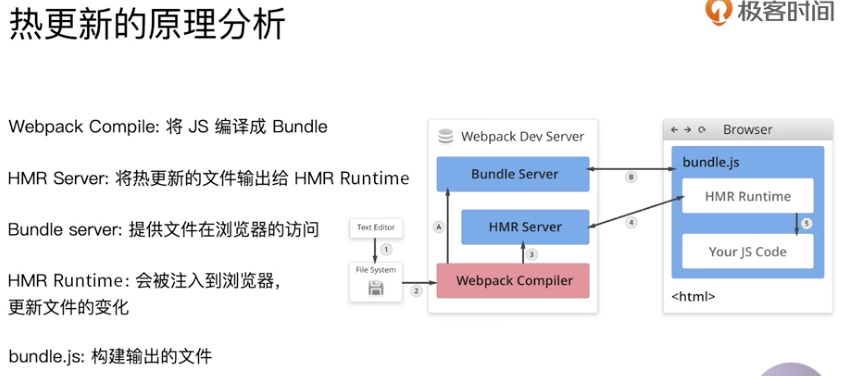 热更新的原理分析
极客时间
Webpack Compile: 将 JS 编译成 Bundle
HMR Server: 将热更新的文件输出给 HMR Runtime
Bundle server: 提供文件在浏览器的访问
HMR Runtime: 会被注入到浏览器，
更新文件的变化
bundle.js: 构建输出的文件
Text Editor
1
File System
2
Webpack Dev Server
Bundle Server
A
HMR Server
3
Webpack Compiler
B
4
Browser
bundle.js
HMR Runtime
5
Your JS Code
<html>